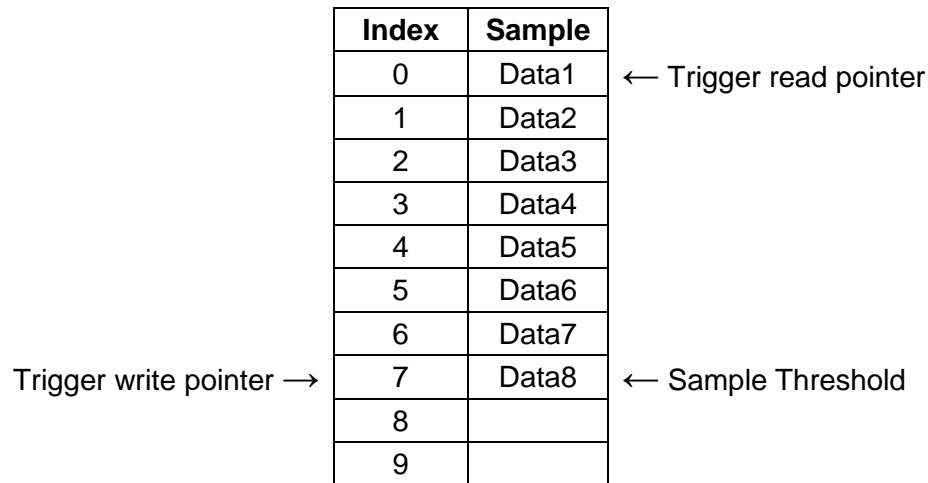 Index Sample
0 Data1 ← Trigger read pointer
1 Data2
2 Data3
3 Data4
4 Data5
5 Data6
6 Data7
Trigger write pointer → 7 Data8 ← Sample Threshold
8
9